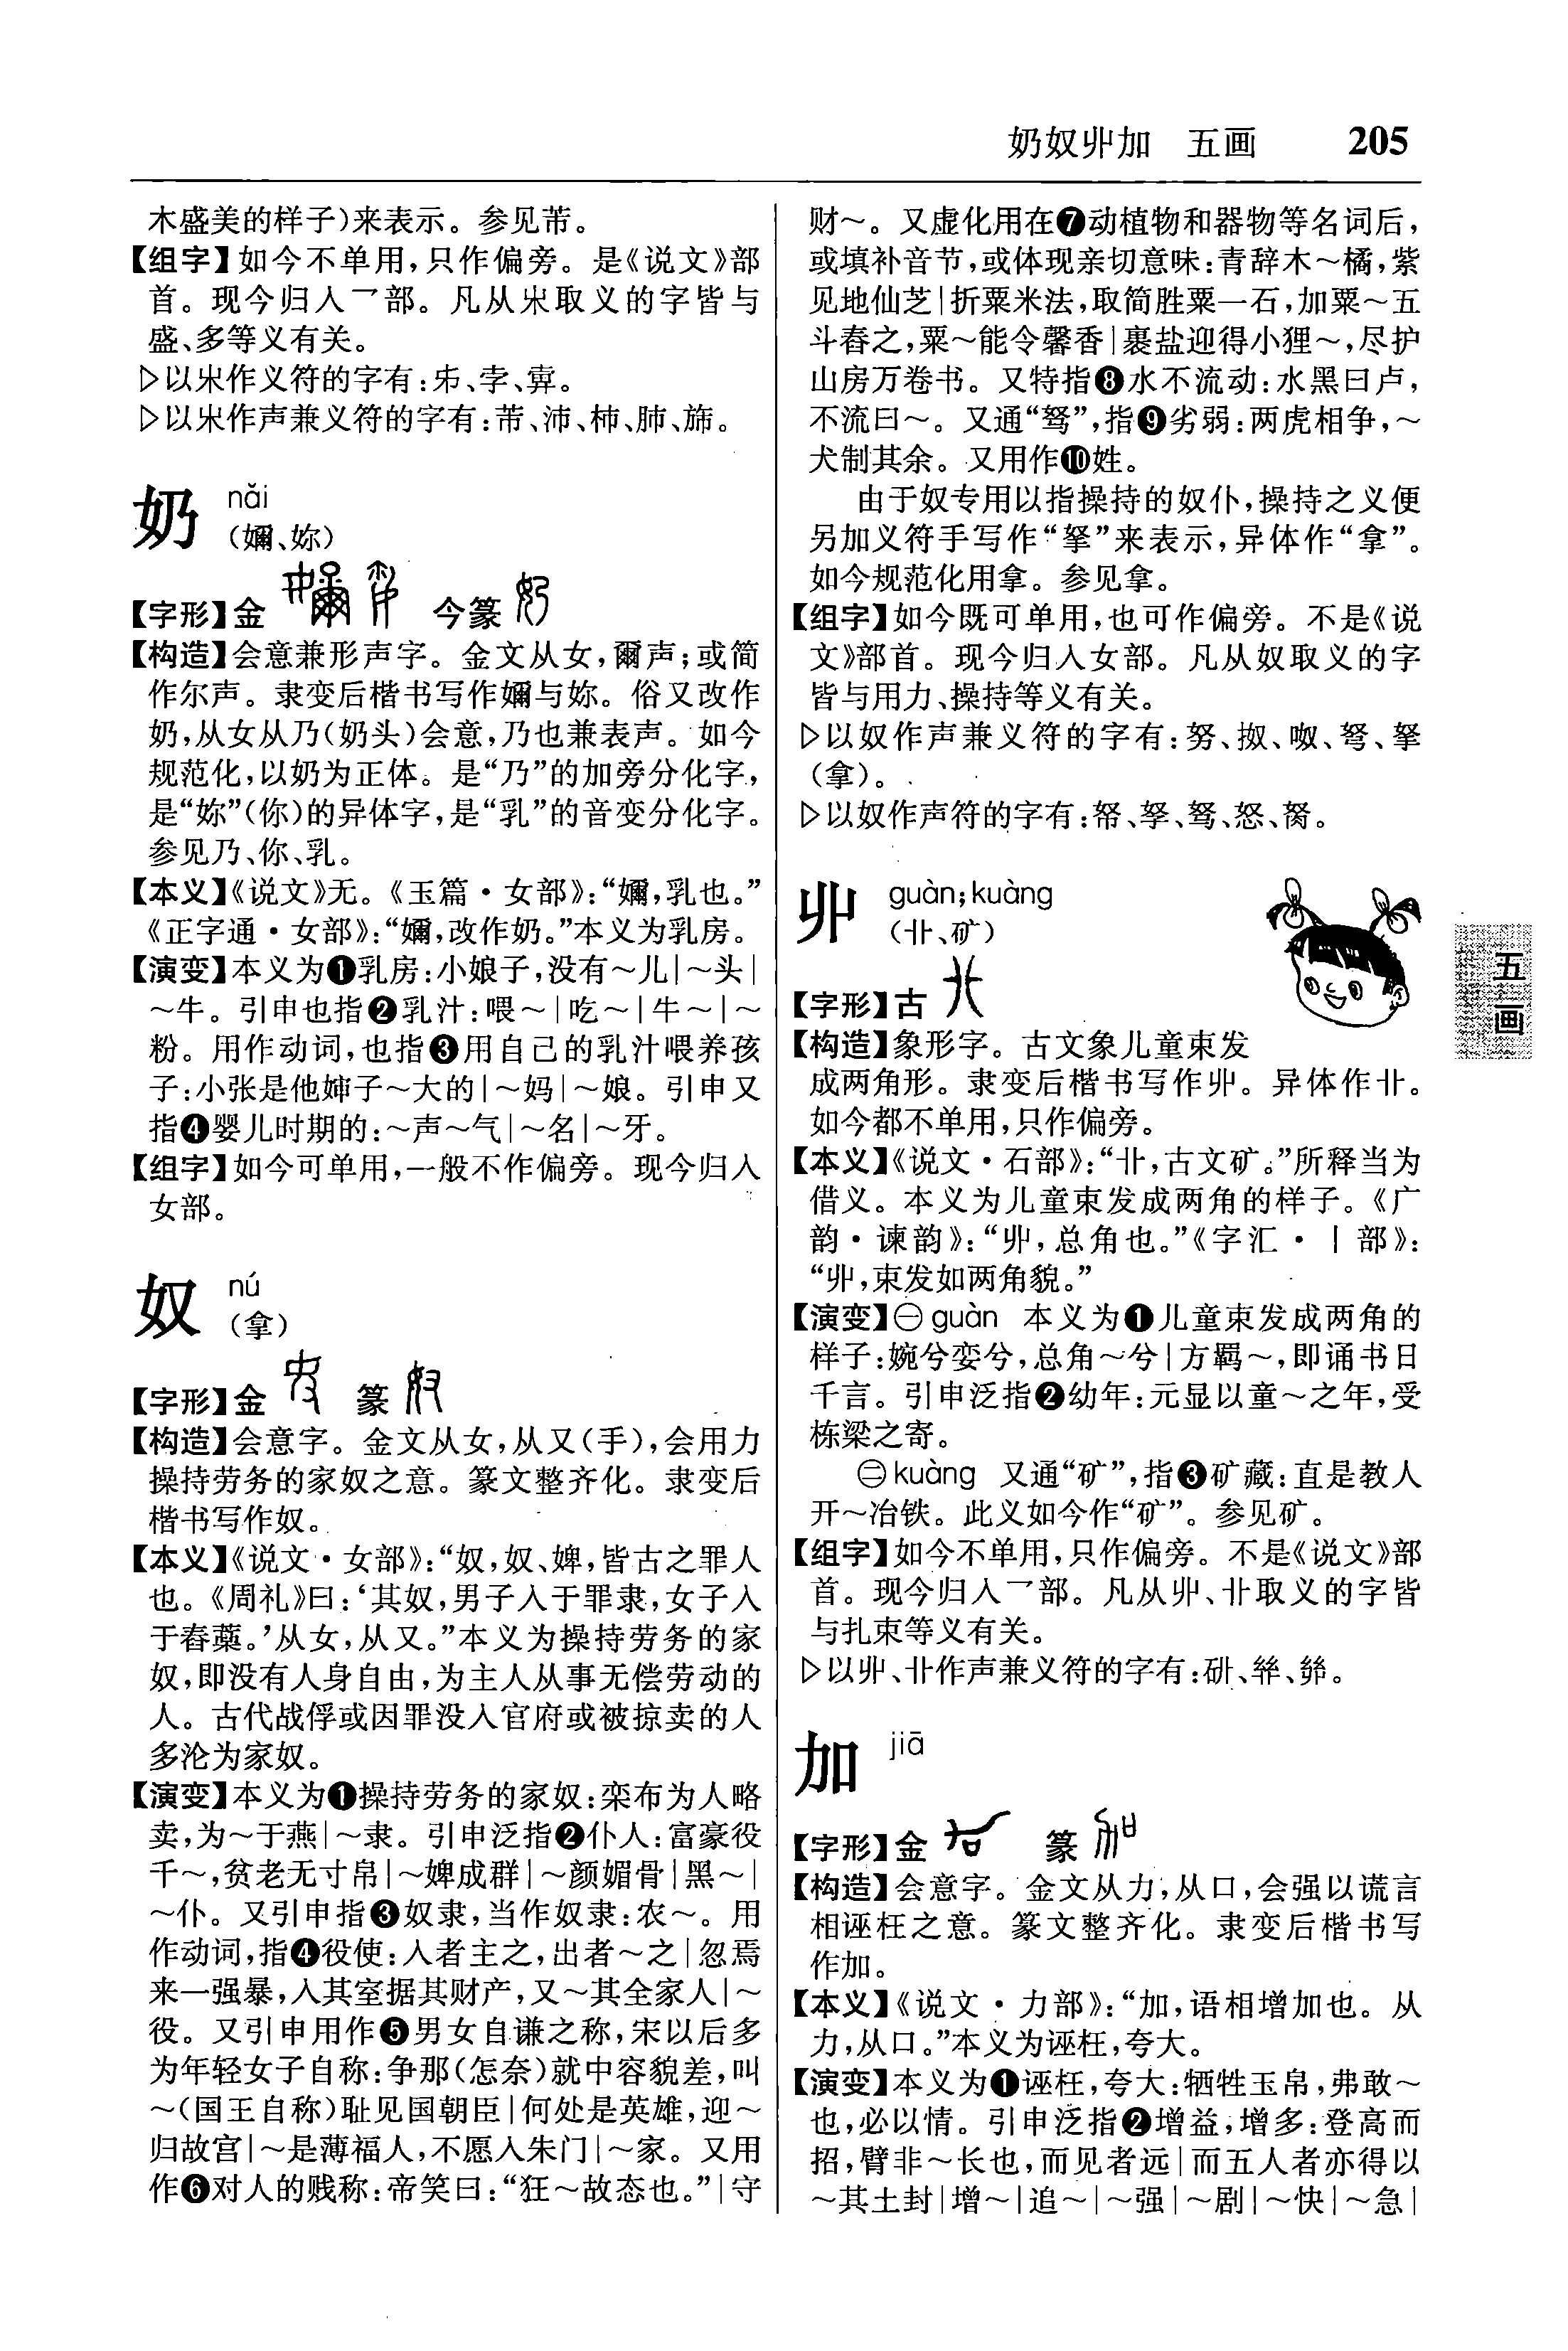 奶奴丱加　五画　205
木盛美的样子)来表示。参见芾。
【组字】如今不单用,只作偏旁。是《说文》部
首。现今归入乛部。凡从宋取义的字皆与
盛、多等义有关。
▷以宋作义符的字有:
▷以宋作声兼义符的字有:芾、沛、杮、肺、旆。
奶 nǎi
(嬭、妳)
【字形】金　今篆
【构造】会意兼形声字。金文从女,爾声;或简
作尔声。隶变后楷书写作嬭与妳。俗又改作
奶,从女从乃(奶头)会意,乃也兼表声。如今
规范化,以奶为正体。是“乃”的加旁分化字,
是“妳”(你)的异体字,是“乳”的音变分化字。
参见乃、你、乳。
【本义】《说文》无。《玉篇·女部》:“嬭,乳也。”
《正字通·女部》:“嬭,改作奶。”本义为乳房。
【演变】本义为❶乳房:小娘子,没有～儿|～头|
～牛。引申也指❷乳汁:喂～|吃～|牛～|～
粉。用作动词,也指❸用自己的乳汁喂养孩
子:小张是他婶子～大的|～妈|～娘。引申又
指❹婴儿时期的:～声～气|～名|～牙。
【组字】如今可单用,一般不作偏旁。现今归入
女部。
奴 nú
(拿)
【字形】金　篆
【构造】会意字。金文从女,从又(手),会用力
操持劳务的家奴之意。篆文整齐化。隶变后
楷书写作奴。
【本义】《说文·女部》:“奴,奴、婢,皆古之罪人
也。《周礼》曰:‘其奴,男子入于罪隶,女子入
于舂藁。’从女,从又。”本义为操持劳务的家
奴,即没有人身自由,为主人从事无偿劳动的
人。古代战俘或因罪没入官府或被掠卖的人
多沦为家奴。
【演变】本义为❶操持劳务的家奴:栾布为人略
卖,为～于燕|～隶。引申泛指❷仆人:富豪役
千～,贫老无寸帛|～婢成群|～颜媚骨|黑～|
～仆。又引申指❸奴隶,当作奴隶:农～。用
作动词,指❹役使:入者主之,出者～之|忽焉
来一强暴,入其室据其财产,又～其全家人|～
役。又引申用作❺男女自谦之称,宋以后多
为年轻女子自称:争那(怎奈)就中容貌差,叫
～(国王自称)耻见国朝臣|何处是英雄,迎～
归故宫|～是薄福人,不愿入朱门|～家。又用
作❻对人的贱称:帝笑曰:“狂～故态也。”|守
财～。又虚化用在❼动植物和器物等名词后,
或填补音节,或体现亲切意味:青辞木～橘,紫
见地仙芝|折粟米法,取简胜粟一石,加粟～五
斗舂之,粟～能令馨香|裹盐迎得小狸～,尽护
山房万卷书。又特指❽水不流动:水黑曰卢,
不流曰～。又通“驽”,指❾劣弱:两虎相争,～
犬制其余。又用作❿姓。
由于奴专用以指操持的奴仆,操持之义便
另加义符手写作“拏”来表示,异体作“拿”。
如今规范化用拿。参见拿。
【组字】如今既可单用,也可作偏旁。不是《说
文》部首。现今归入女部。凡从奴取义的字
皆与用力、操持等义有关。
▷以奴作声兼义符的字有:努、㧅、呶、弩、拏
(拿)。
▷以奴作声符的字有:帑、孥、驽、怒、胬。
丱 guàn;kuàng
(卝、矿)
【字形】古
【构造】象形字。古文象儿童束发
成两角形。隶变后楷书写作丱。异体作卝。
如今都不单用,只作偏旁。
【本义】《说文·石部》:“卝,古文矿。”所释当为
借义。本义为儿童束发成两角的样子。《广
韵·谏韵》:“丱,总角也。”《字汇·丨部》:
“丱,束发如两角貌。”
【演变】㊀guàn 本义为❶儿童束发成两角的
样子:婉兮娈兮,总角～兮|方羁～,即诵书日
千言。引申泛指❷幼年:元显以童～之年,受
栋梁之寄。
㊁kuàng 又通“矿”,指❸矿藏:直是教人
开～冶铁。此义如今作“矿”。参见矿。
【组字】如今不单用,只作偏旁。不是《说文》部
首。现今归入乛部。凡从丱、卝取义的字皆
与扎束等义有关。
▷以丱、卝作声兼义符的字有:
加 jiā
【字形】金　篆
【构造】会意字。金文从力,从口,会强以谎言
相诬枉之意。篆文整齐化。隶变后楷书写
作加。
【本义】《说文·力部》:“加,语相增加也。从
力,从口。”本义为诬枉,夸大。
【演变】本义为❶诬枉,夸大:牺牲玉帛,弗敢～
也,必以情。引申泛指❷增益,增多:登高而
招,臂非～长也,而见者远|而五人者亦得以
～其土封|增～|追～|～强|～剧|～快|～急|
五画